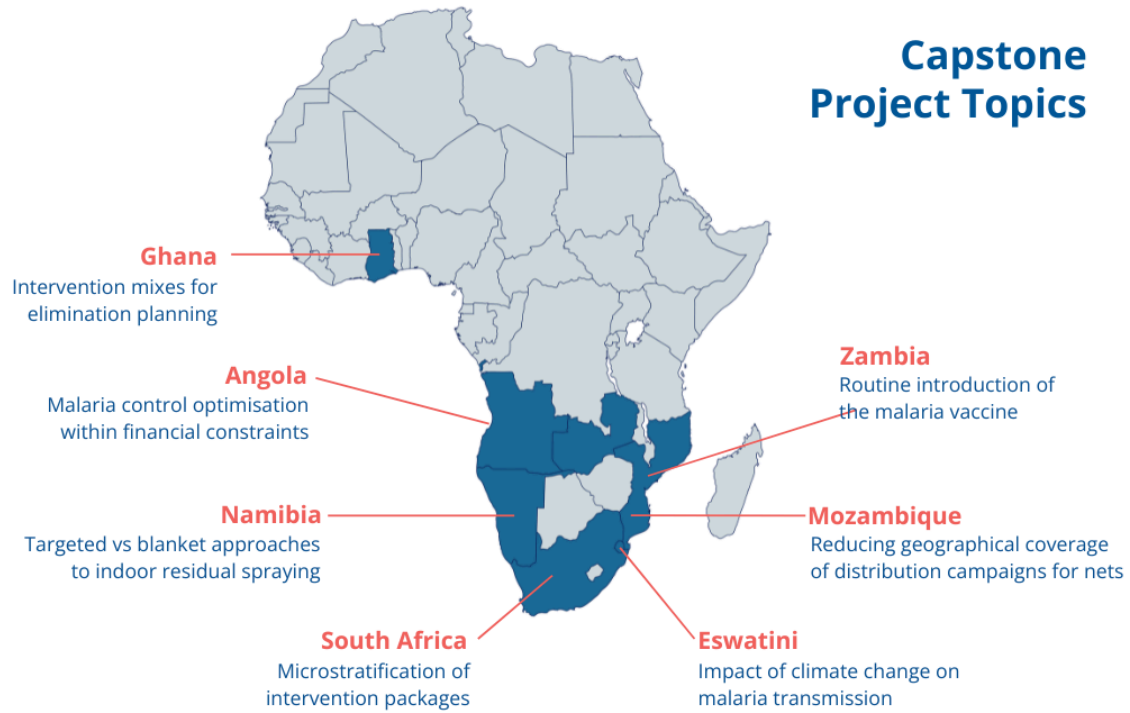 Capstone
Project Topics
Ghana
Intervention mixes for
elimination planning
Angola
Malaria control optimisation
within financial constraints
Namibia
Targeted vs blanket approaches
to indoor residual spraying
South Africa
Microstratification of
intervention packages
Zambia
Routine introduction of
the malaria vaccine
Mozambique
Reducing geographical coverage
of distribution campaigns for nets
Eswatini
Impact of climate change on
malaria transmission